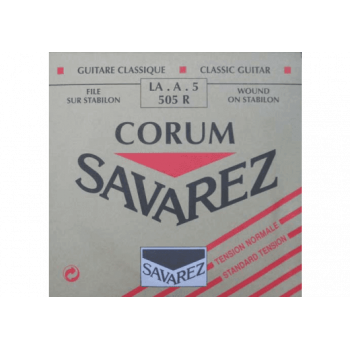 GUITARE CLASSIQUE CLASSIC GUITAR
FILE LA . A . 5 WOUND
SUR STABILON 505 R ON STABILON
CORUM
SAVAREZ
TENSION NORMALE
STANDARD TENSION
SAVAREZ